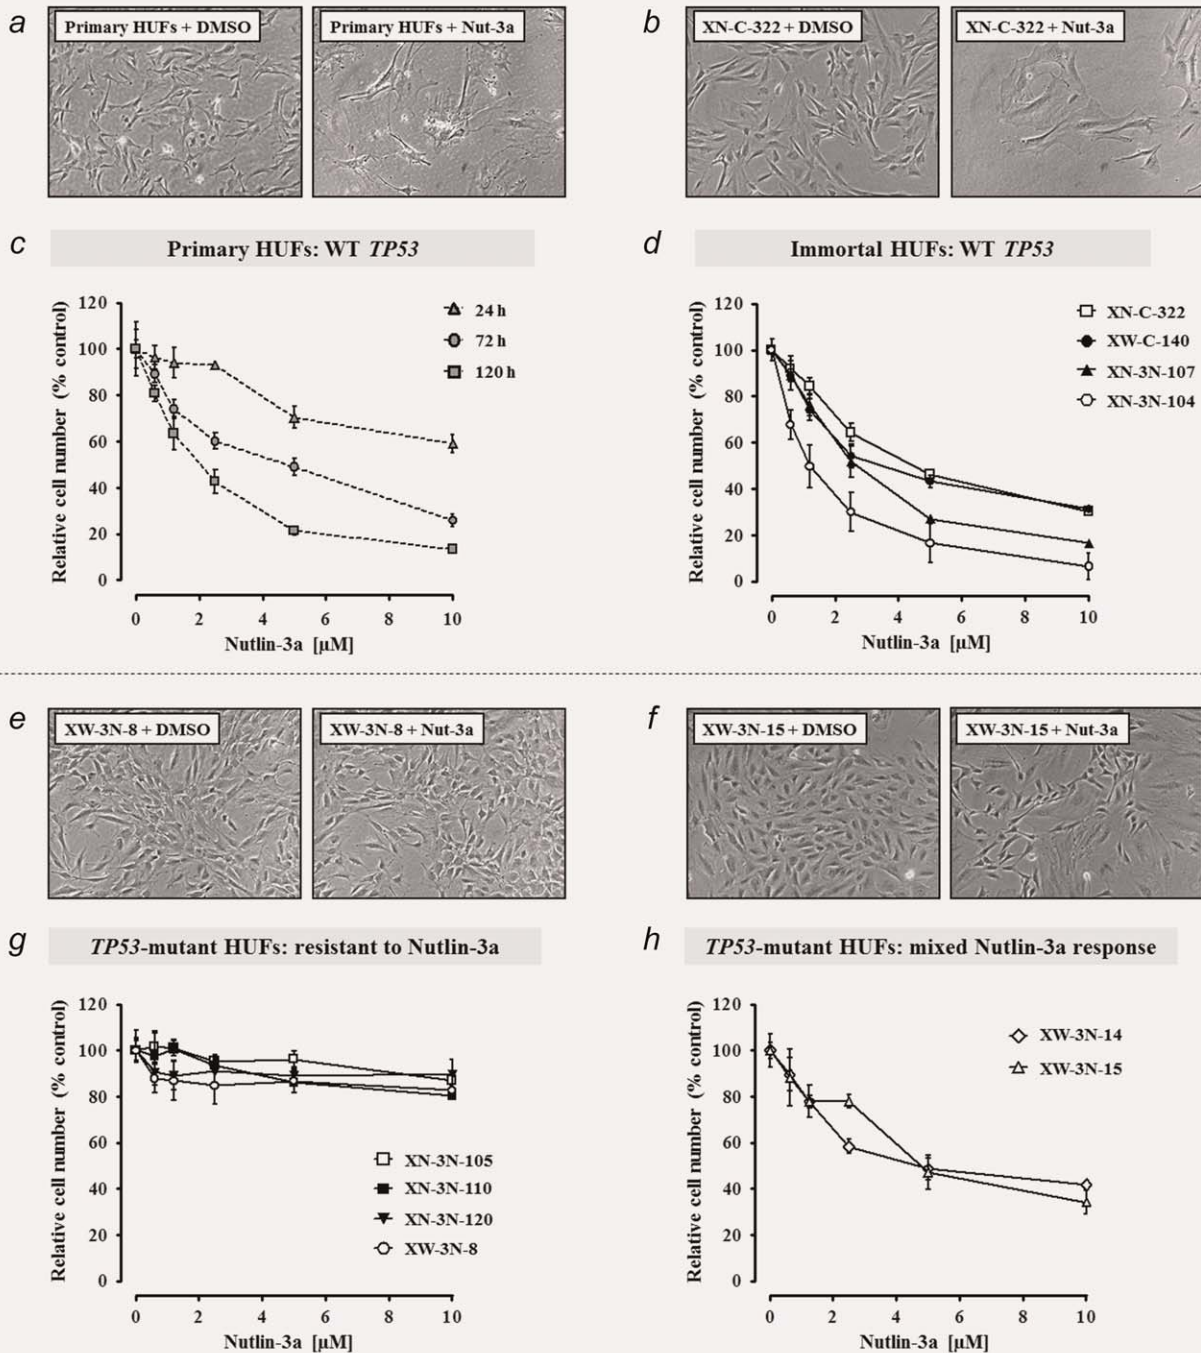 a
Primary HUFs + DMSO
Primary HUFs + Nut-3a
b
XN-C-322 + DMSO
XN-C-322 + Nut-3a
c
Primary HUFs: WT TP53
Relative cell number (% control)
120
100
80
60
40
20
0
24 h
72 h
120 h
0 2 4 6 8 10
Nutlin-3a [µM]
d
Immortal HUFs: WT TP53
Relative cell number (% control)
120
100
80
60
40
20
0
XN-C-322
XW-C-140
XN-3N-107
XN-3N-104
0 2 4 6 8 10
Nutlin-3a [µM]
e
XW-3N-8 + DMSO
XW-3N-8 + Nut-3a
f
XW-3N-15 + DMSO
XW-3N-15 + Nut-3a
g
TP53-mutant HUFs: resistant to Nutlin-3a
Relative cell number (% control)
120
100
80
60
40
20
0
XN-3N-105
XN-3N-110
XN-3N-120
XW-3N-8
0 2 4 6 8 10
Nutlin-3a [µM]
h
TP53-mutant HUFs: mixed Nutlin-3a response
Relative cell number (% control)
120
100
80
60
40
20
0
XW-3N-14
XW-3N-15
0 2 4 6 8 10
Nutlin-3a [µM]